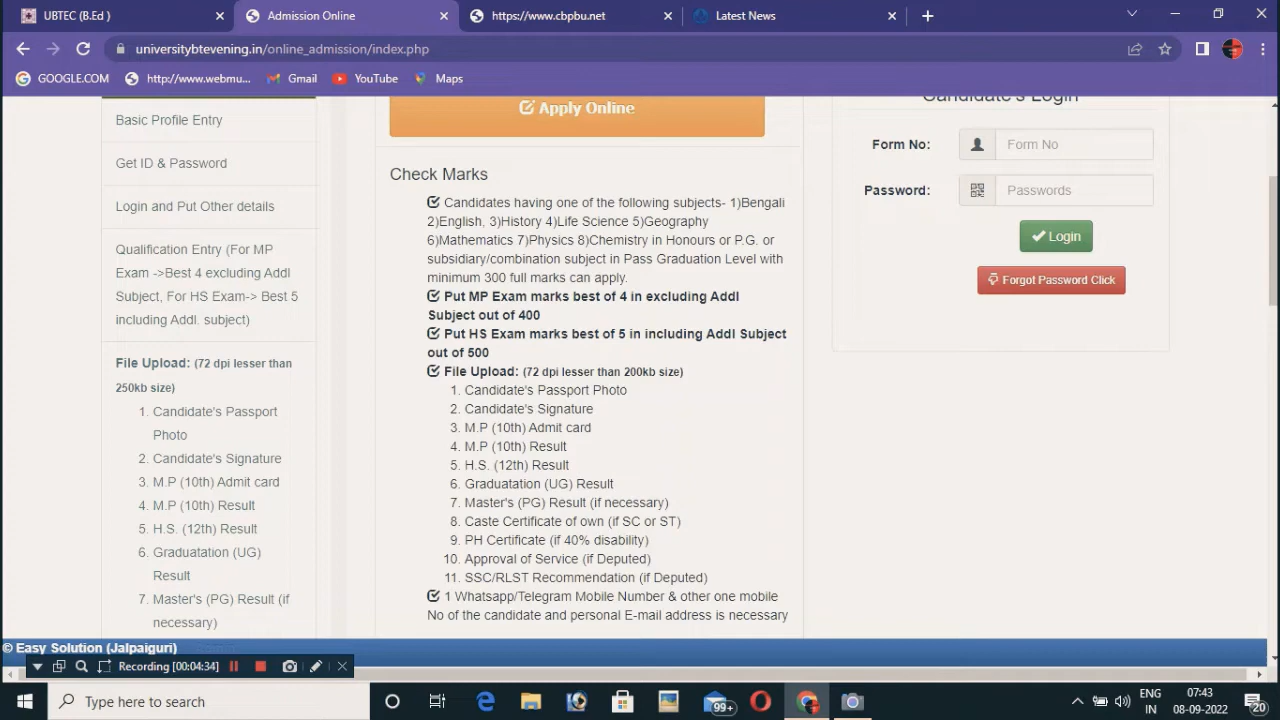 UBTEC (B.Ed )
Admission Online
https://www.cbpbu.net
Latest News
universitybtevening.in/online_admission/index.php
GOOGLE.COM
http://www.webmu...
Gmail
YouTube
Maps
Basic Profile Entry
Get ID & Password
Login and Put Other details
Qualification Entry (For MP
Exam ->Best 4 excluding Addl
Subject, For HS Exam-> Best 5
including Addl. subject)
File Upload: (72 dpi lesser than
250kb size)
1. Candidate's Passport
Photo
2. Candidate's Signature
3. M.P (10th) Admit card
4. M.P (10th) Result
5. H.S. (12th) Result
6. Graduatation (UG)
Result
7. Master's (PG) Result (if
necessary)
Apply Online
Check Marks
Candidates having one of the following subjects- 1)Bengali
2)English, 3)History 4)Life Science 5)Geography
6)Mathematics 7)Physics 8)Chemistry in Honours or P.G. or
subsidiary/combination subject in Pass Graduation Level with
minimum 300 full marks can apply.
Put MP Exam marks best of 4 in excluding Addl
Subject out of 400
Put HS Exam marks best of 5 in including Addl Subject
out of 500
File Upload: (72 dpi lesser than 200kb size)
1. Candidate's Passport Photo
2. Candidate's Signature
3. M.P (10th) Admit card
4. M.P (10th) Result
5. H.S. (12th) Result
6. Graduatation (UG) Result
7. Master's (PG) Result (if necessary)
8. Caste Certificate of own (if SC or ST)
9. PH Certificate (if 40% disability)
10. Approval of Service (if Deputed)
11. SSC/RLST Recommendation (if Deputed)
1 Whatsapp/Telegram Mobile Number & other one mobile
No of the candidate and personal E-mail address is necessary
Candidate's Login
Form No:
Form No
Password:
Passwords
Login
Forgot Password Click
© Easy Solution (Jalpaiguri)
Recording [00:04:34]
Type here to search
99+
ENG
IN
07:43
08-09-2022
20